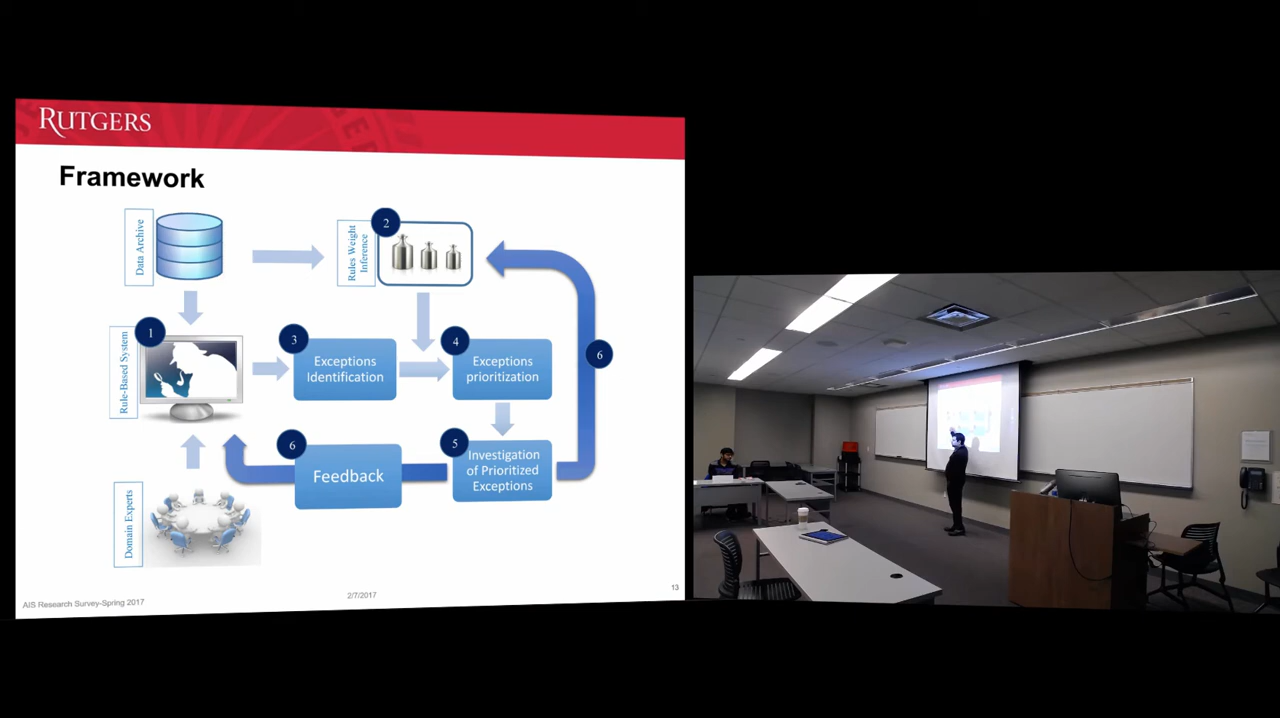 RUTGERS
Framework
Data Archive
Rules Weight
Inference
2
1
Rule-Based System
3
Exceptions
Identification
4
Exceptions
prioritization
6
6
Feedback
5
Investigation
of Prioritized
Exceptions
Domain Experts
AIS Research Survey-Spring 2017
2/7/2017
13